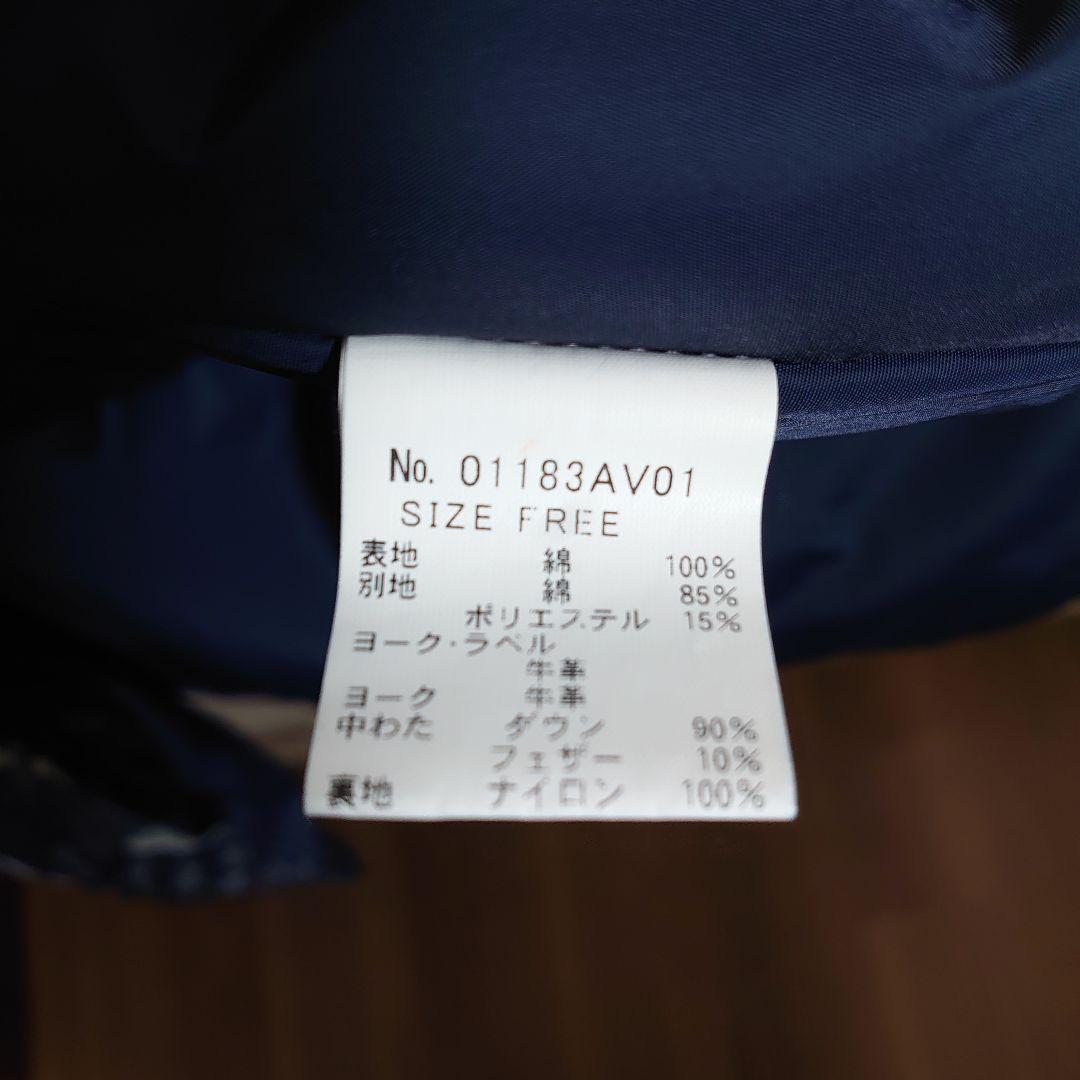 No. 01183AV01
SIZE FREE
表地 綿 100%
別地 綿 85%
ポリエステル 15%
ヨーク・ラペル
牛革
ヨーク 牛革
中わた ダウン 90%
フェザー 10%
裏地 ナイロン 100%